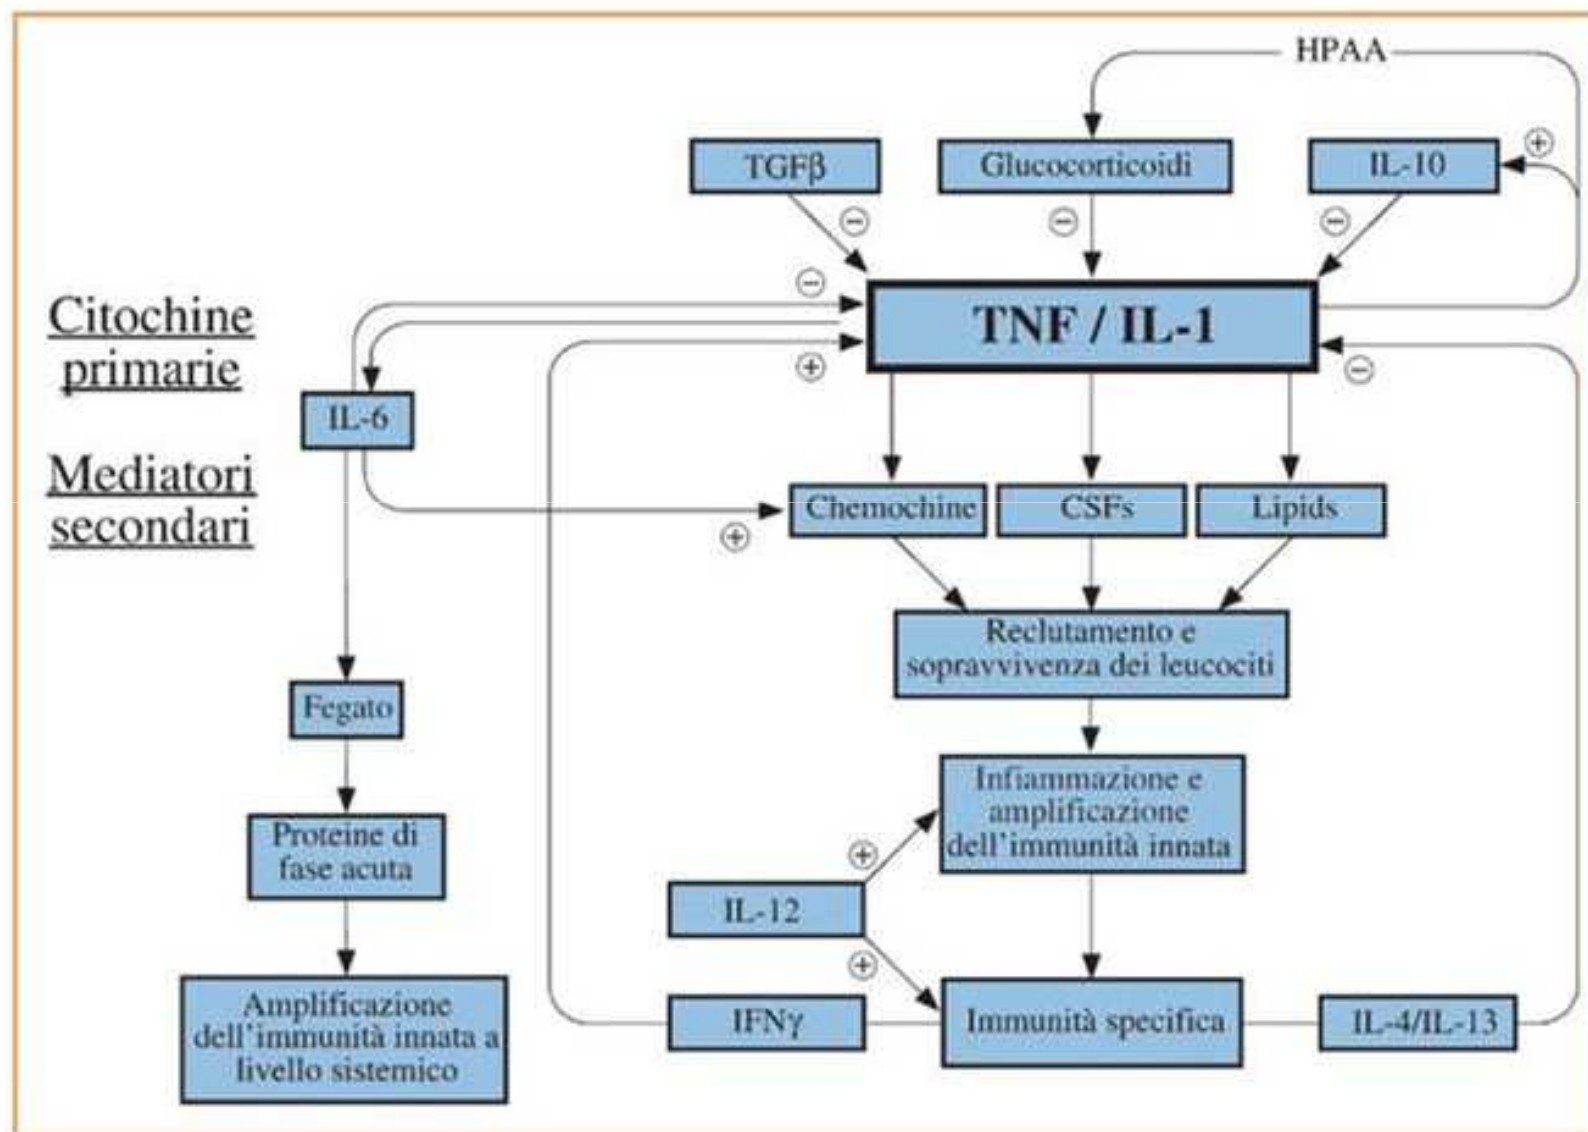 HPAA
TGFβ
Glucocorticoidi
IL-10
+
−
−
−
Citochine
primarie
−
TNF / IL-1
+
−
IL-6
Mediatori
secondari
Chemochine
CSFs
Lipids
+
Reclutamento e
sopravvivenza dei leucociti
Fegato
Infiammazione e
amplificazione
dell'immunità innata
Proteine di
fase acuta
+
IL-12
+
Amplificazione
dell'immunità innata a
livello sistemico
IFNγ
Immunità specifica
IL-4/IL-13